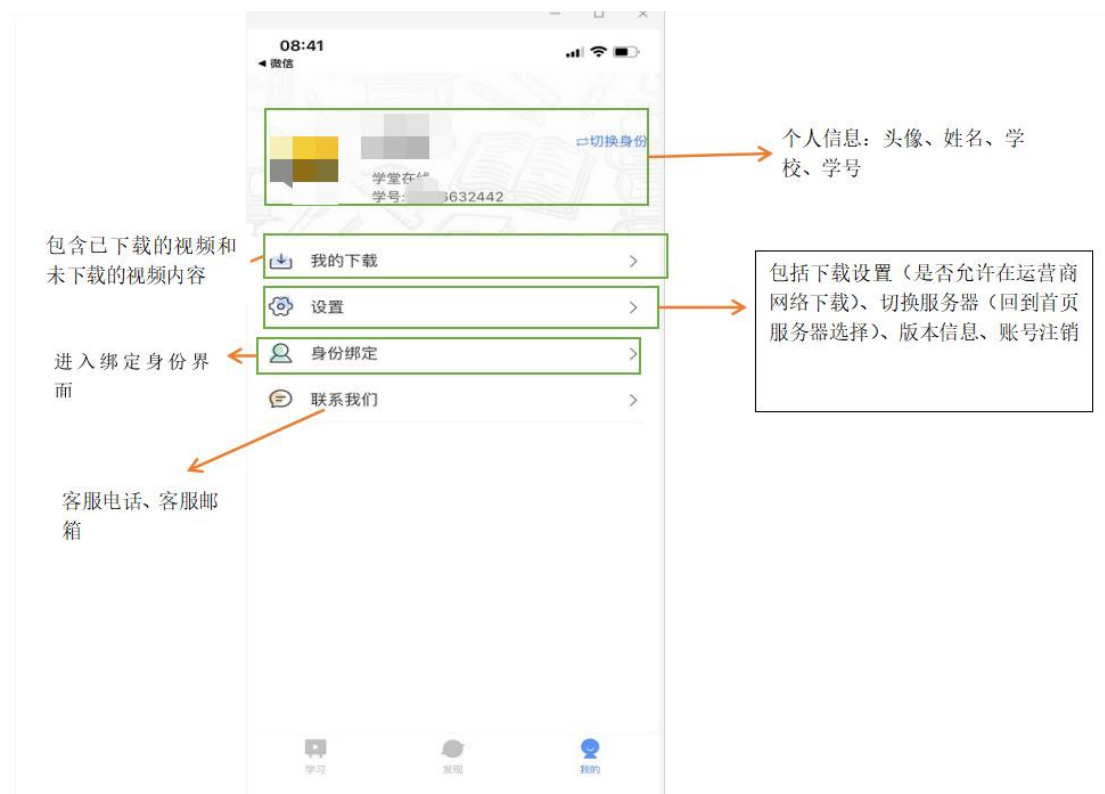 08:41
微信
切换身份
学堂在线
学号:
6632442
个人信息：头像、姓名、学
校、学号
包含已下载的视频和
未下载的视频内容
我的下载
设置
包括下载设置（是否允许在运营商
网络下载）、切换服务器（回到首页
服务器选择）、版本信息、账号注销
身份绑定
进入绑定身份界
面
联系我们
客服电话、客服邮
箱
学习
发现
我的